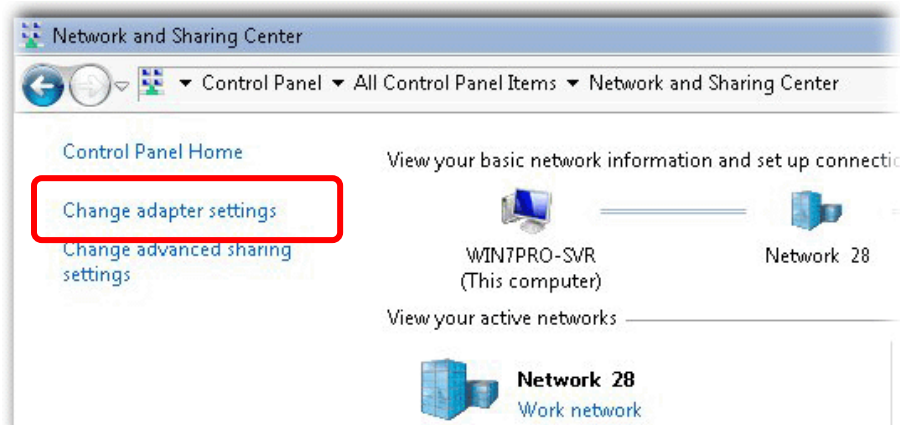 Network and Sharing Center
Control Panel All Control Panel Items Network and Sharing Center
Control Panel Home
Change adapter settings
Change advanced sharing
settings
View your basic network information and set up connectio
WIN7PRO-SVR
(This computer)
Network 28
View your active networks
Network 28
Work network